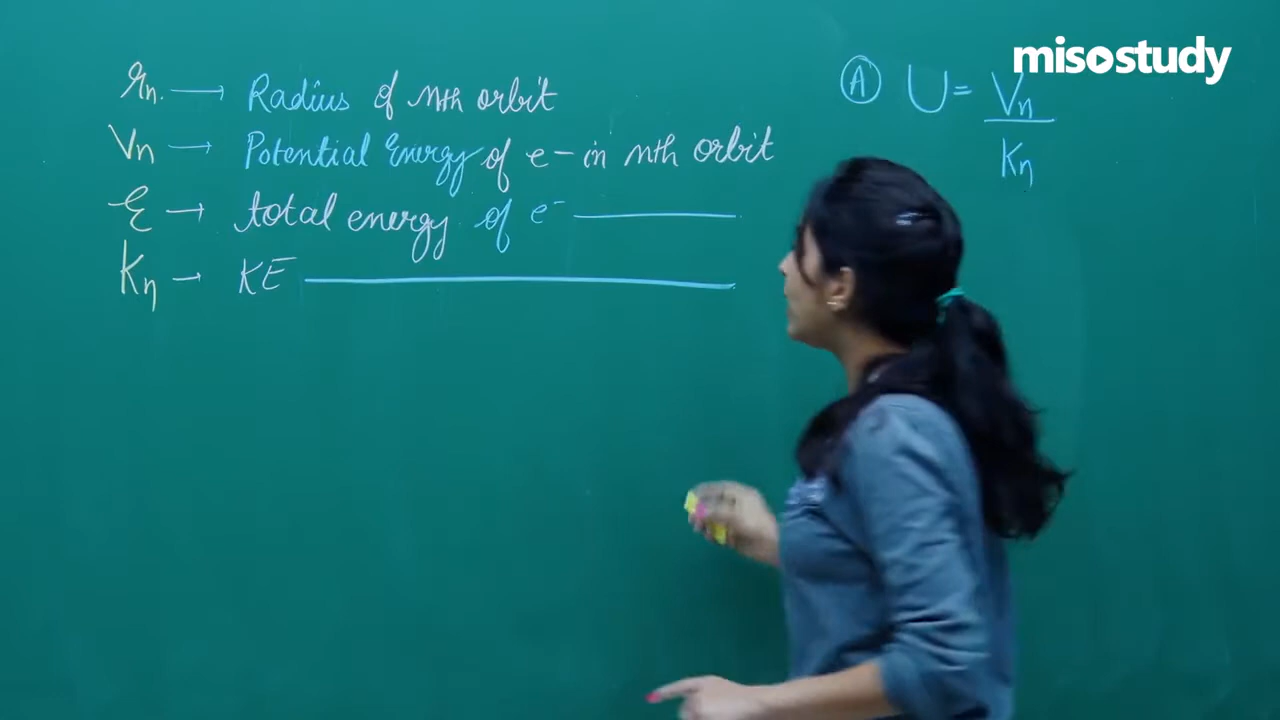 misostudy
rn. → Radius of nth orbit
Vn → Potential Energy of e- in nth orbit
E → total energy of e-
Kn → KE
A U = Vn
Kn